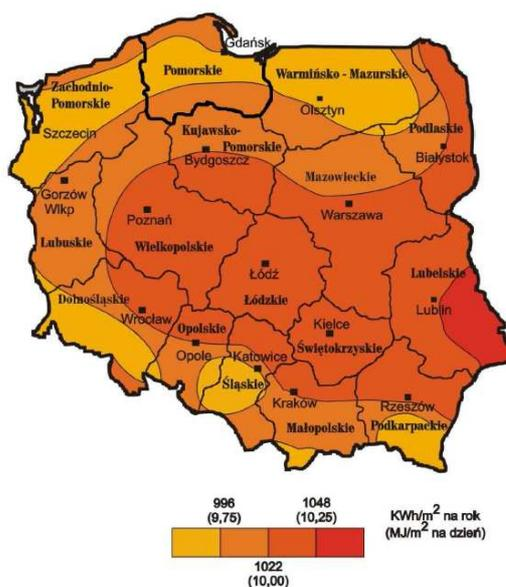 Gdańsk
Pomorskie
Warmińsko - Mazurskie
Zachodnio-
Pomorskie
Olsztyn
Szczecin
Kujawsko-
Pomorskie
Podlaskie
Bydgoszcz
Białystok
Mazowieckie
Gorzów
Wlkp
Poznań
Warszawa
Lubuskie
Wielkopolskie
Łódź
Łódzkie
Lubelskie
Dolnośląskie
Lublin
Wrocław
Opolskie
Kielce
Świętokrzyskie
Opole
Katowice
Śląskie
Kraków
Rzeszów
Małopolskie
Podkarpackie
996
(9,75)
1048
(10,25)
KWh/m² na rok
(MJ/m² na dzień)
1022
(10,00)